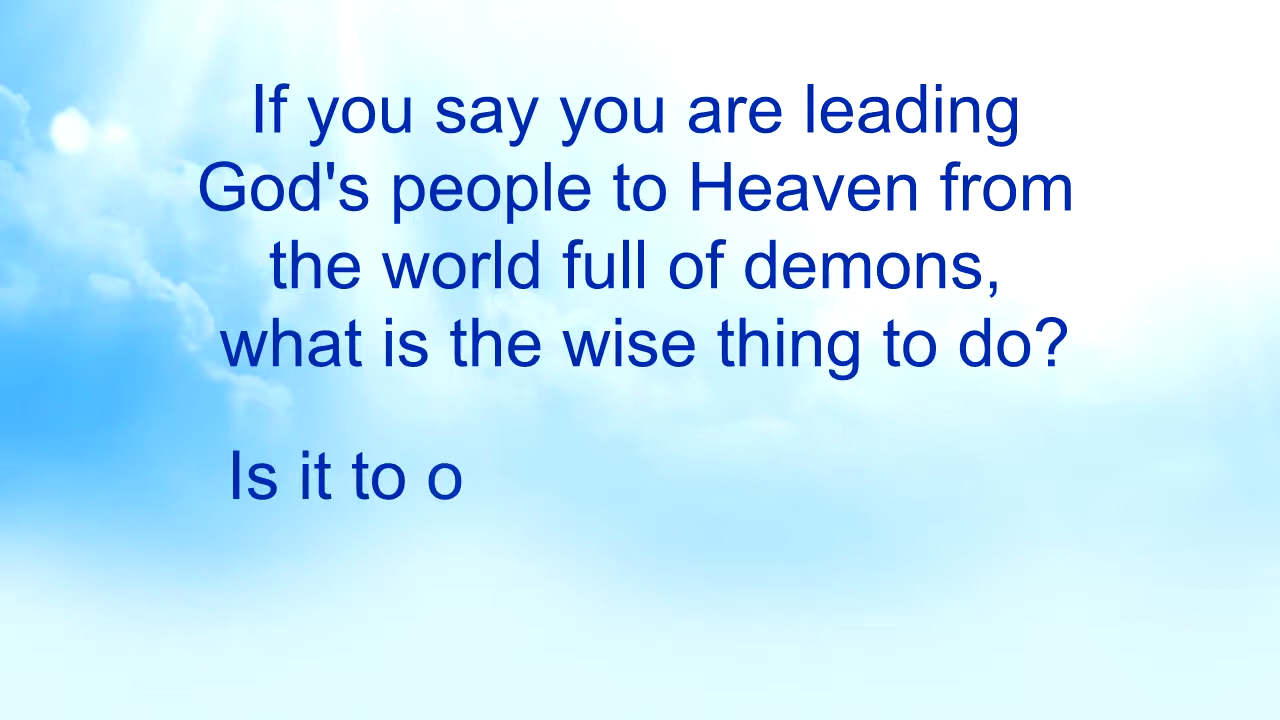 If you say you are leading
God's people to Heaven from
the world full of demons,
what is the wise thing to do?
Is it to o